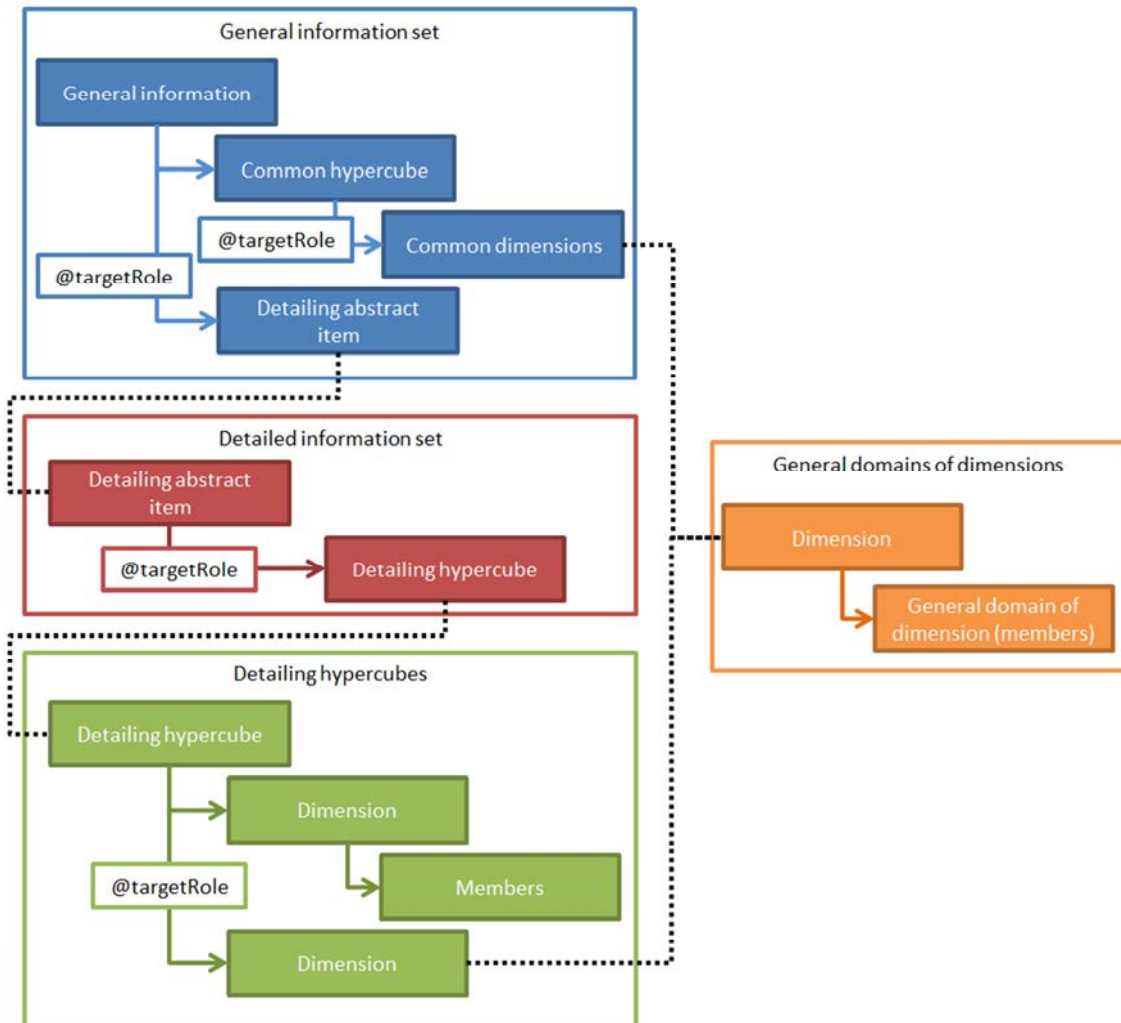 General information set
General information
Common hypercube
@targetRole
Common dimensions
@targetRole
Detailing abstract
item
Detailed information set
Detailing abstract
item
@targetRole
Detailing hypercube
General domains of dimensions
Dimension
General domain of
dimension (members)
Detailing hypercubes
Detailing hypercube
Dimension
Members
@targetRole
Dimension